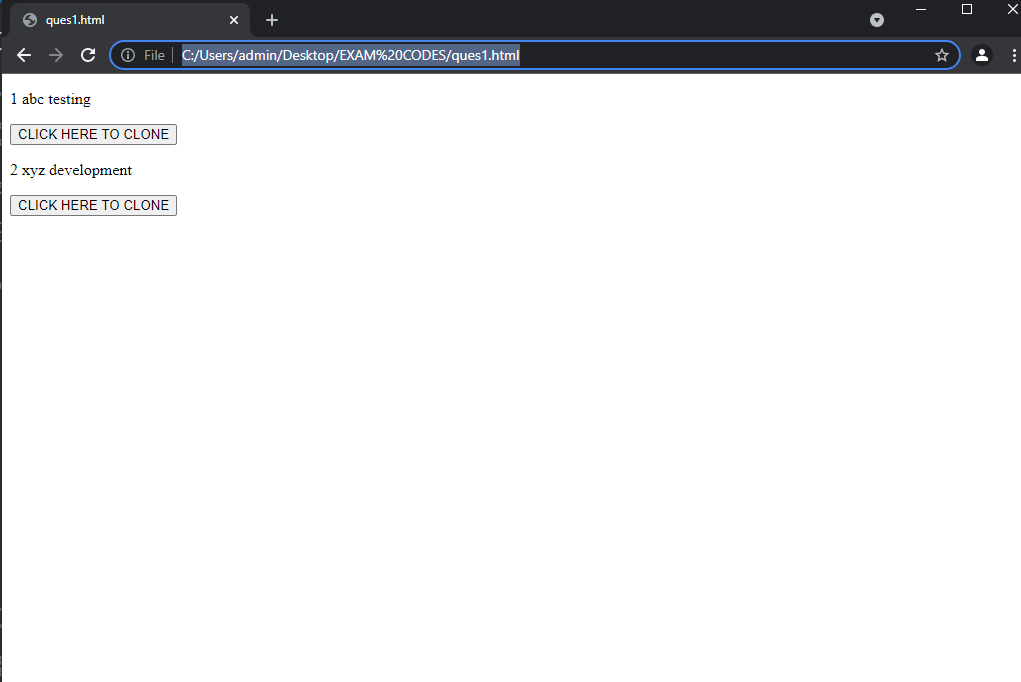 ques1.html
File C:/Users/admin/Desktop/EXAM%20CODES/ques1.html
1 abc testing
CLICK HERE TO CLONE
2 xyz development
CLICK HERE TO CLONE